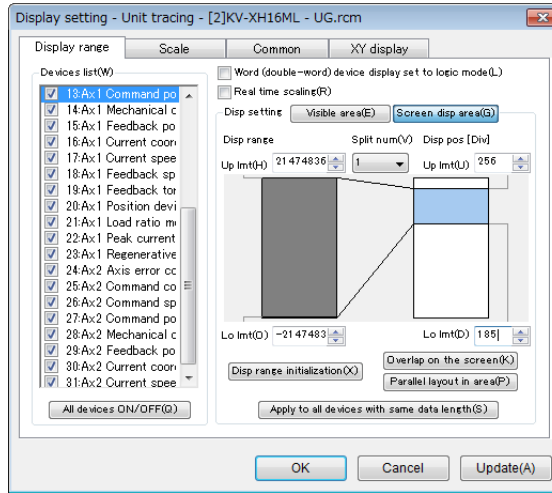 Display setting - Unit tracing - [2]KV-XH16ML - UG.rcm
Display range
Scale
Common
XY display
Devices list(W)
13:Ax1 Command po
14:Ax1 Mechanical c
15:Ax1 Feedback po
16:Ax1 Current coor
17:Ax1 Current spee
18:Ax1 Feedback sp
19:Ax1 Feedback tor
20:Ax1 Position devi
21:Ax1 Load ratio m
22:Ax1 Peak current
23:Ax1 Regenerative
24:Ax2 Axis error co
25:Ax2 Command co
26:Ax2 Command sp
27:Ax2 Command po
28:Ax2 Mechanical c
29:Ax2 Feedback po
30:Ax2 Current coor
31:Ax2 Current spee
All devices ON/OFF(Q)
Word (double-word) device display set to logic mode(L)
Real time scaling(R)
Disp setting
Visible area(E)
Screen disp area(G)
Disp range
Split num(V)
Disp pos [Div]
Up lmt(H)
21474836
1
Up lmt(U)
256
Lo lmt(O)
-2147483
Lo lmt(D)
185
Disp range initialization(X)
Overlap on the screen(K)
Parallel layout in area(P)
Apply to all devices with same data length(S)
OK
Cancel
Update(A)